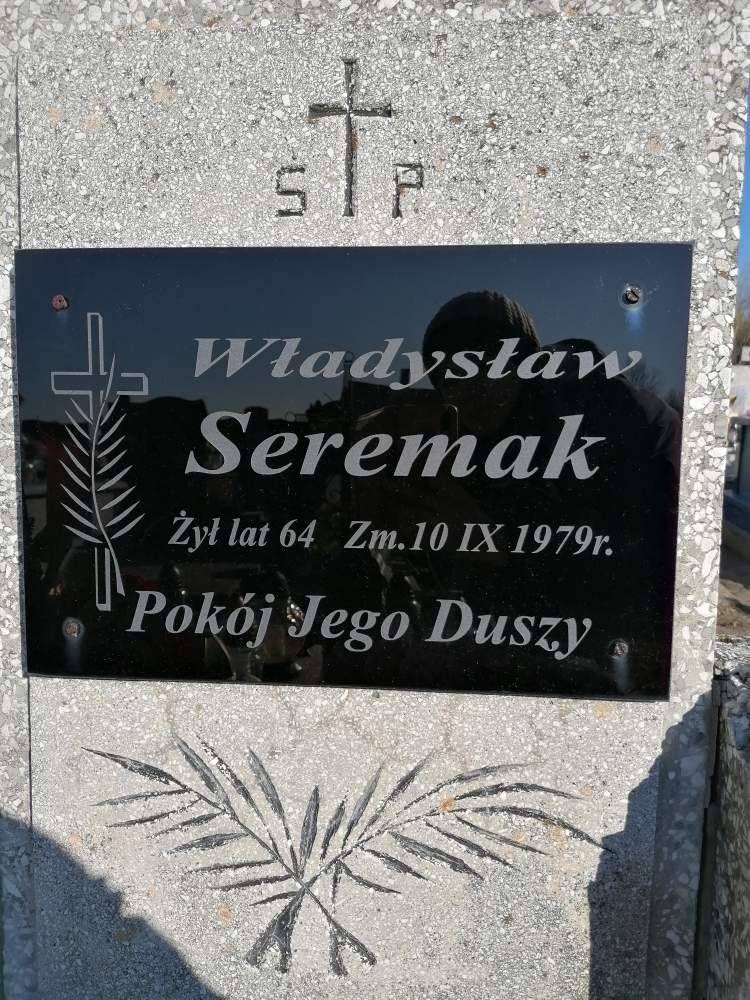 Ś P
Władysław
Seremak
Żył lat 64 Zm.10 IX 1979r.
Pokój Jego Duszy